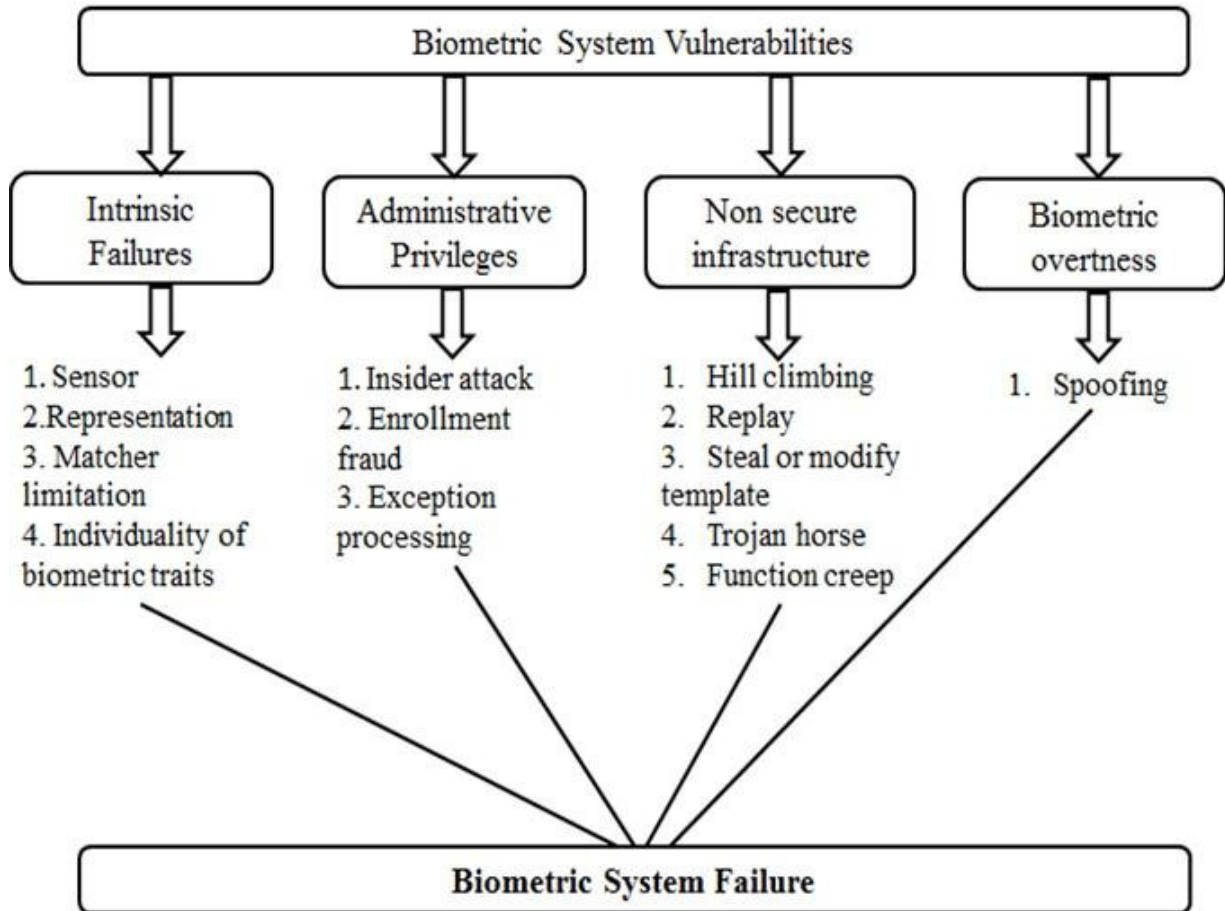 Biometric System Vulnerabilities
Intrinsic
Failures
Administrative
Privileges
Non secure
infrastructure
Biometric
overtness
1. Sensor
2.Representation
3. Matcher
limitation
4. Individuality of
biometric traits
1. Insider attack
2. Enrollment
fraud
3. Exception
processing
1. Hill climbing
2. Replay
3. Steal or modify
template
4. Trojan horse
5. Function creep
1. Spoofing
Biometric System Failure